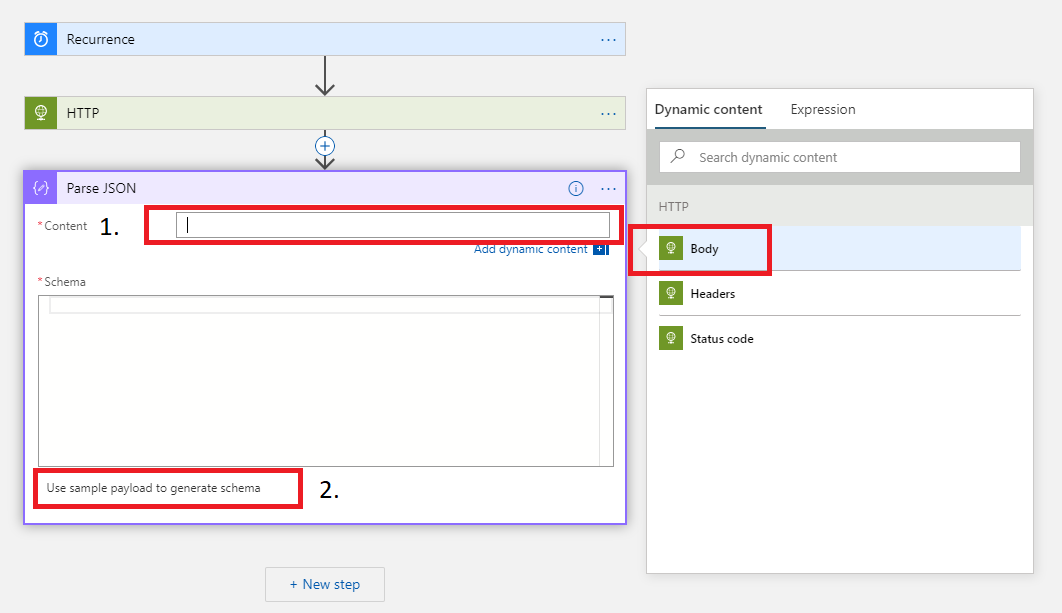 Recurrence
...
HTTP
...
Parse JSON
...
*Content 1.
Add dynamic content
*Schema
Use sample payload to generate schema 2.
+ New step
Dynamic content Expression
Search dynamic content
HTTP
Body
Headers
Status code